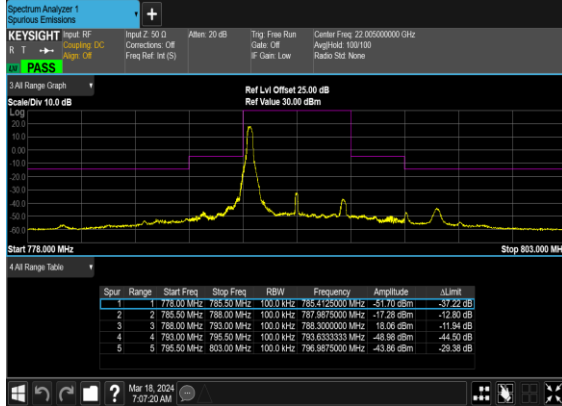 Spectrum Analyzer 1
Spurious Emissions
KEYSIGHT Input: RF Input Z: 50 Ω Atten: 20 dB Trig: Free Run Center Freq: 22.005000000 GHz
R T Coupling: DC Corrections: Off Gate: Off Avg|Hold: 100/100
Align: Off Freq Ref: Int (S) IF Gain: Low Radio Std: None
PASS
3 All Range Graph
Ref Lvl Offset 25.00 dB
Scale/Div 10.0 dB Ref Value 30.00 dBm
Log
20.0
10.0
0.00
-10.0
-20.0
-30.0
-40.0
-50.0
-60.0
Start 778.000 MHz Stop 803.000 MH
4 All Range Table
Spur Range Start Freq Stop Freq RBW Frequency Amplitude ΔLimit
1 1 778.00 MHz 785.50 MHz 100.0 kHz 785.4125000 MHz -51.70 dBm -37.22 dB
2 2 785.50 MHz 788.00 MHz 100.0 kHz 787.9875000 MHz -17.28 dBm -12.80 dB
3 3 788.00 MHz 793.00 MHz 100.0 kHz 788.3000000 MHz 18.06 dBm -11.94 dB
4 4 793.00 MHz 795.50 MHz 100.0 kHz 793.6333333 MHz -48.98 dBm -44.50 dB
5 5 795.50 MHz 803.00 MHz 100.0 kHz 796.9875000 MHz -43.86 dBm -29.38 dB
?
Mar 18, 2024
7:07:20 AM